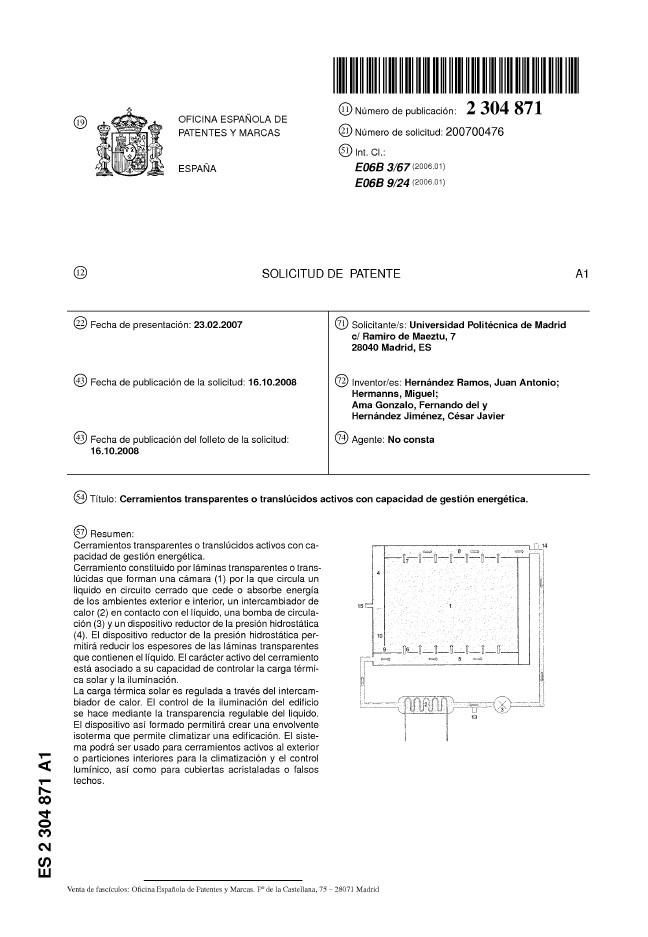 19
OFICINA ESPAÑOLA DE
PATENTES Y MARCAS
ESPAÑA
11 Número de publicación: 2 304 871
21 Número de solicitud: 200700476
51 Int. Cl.:
E06B 3/67 (2006.01)
E06B 9/24 (2006.01)
12 SOLICITUD DE PATENTE A1
22 Fecha de presentación: 23.02.2007
43 Fecha de publicación de la solicitud: 16.10.2008
43 Fecha de publicación del folleto de la solicitud:
16.10.2008
71 Solicitante/s: Universidad Politécnica de Madrid
c/ Ramiro de Maeztu, 7
28040 Madrid, ES
72 Inventor/es: Hernández Ramos, Juan Antonio;
Hermanns, Miguel;
Ama Gonzalo, Fernando del y
Hernández Jiménez, César Javier
74 Agente: No consta
54 Título: Cerramientos transparentes o translúcidos activos con capacidad de gestión energética.
57 Resumen:
Cerramientos transparentes o translúcidos activos con ca-
pacidad de gestión energética.
Cerramiento constituido por láminas transparentes o trans-
lúcidas que forman una cámara (1) por la que circula un
liquido en circuito cerrado que cede o absorbe energía
de los ambientes exterior e interior, un intercambiador de
calor (2) en contacto con el líquido, una bomba de circula-
ción (3) y un dispositivo reductor de la presión hidrostática
(4). El dispositivo reductor de la presión hidrostática per-
mitirá reducir los espesores de las láminas transparentes
que contienen el líquido. El carácter activo del cerramiento
está asociado a su capacidad de controlar la carga térmi-
ca solar y la iluminación.
La carga térmica solar es regulada a través del intercam-
biador de calor. El control de la iluminación del edificio
se hace mediante la transparencia regulable del liquido.
El dispositivo así formado permitirá crear una envolvente
isoterma que permite climatizar una edificación. El siste-
ma podrá ser usado para cerramientos activos al exterior
o particiones interiores para la climatización y el control
lumínico, así como para cubiertas acristaladas o falsos
techos.
8
14
7
4
1
15
10
9
6
5
2
13
3
ES 2 304 871 A1
Venta de fascículos: Oficina Española de Patentes y Marcas. Pº de la Castellana, 75 – 28071 Madrid